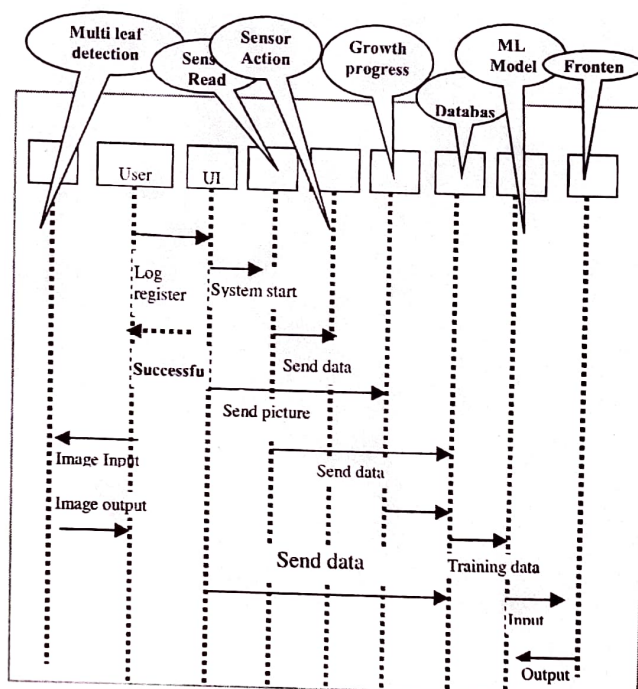 Multi leaf
detection
Sens
Read
Sensor
Action
Growth
progress
Databas
ML
Model
Fronten
User
UI
Log
register
System start
Send data
Successfu
Send picture
Image Input
Send data
Image output
Send data
Training data
Input
Output